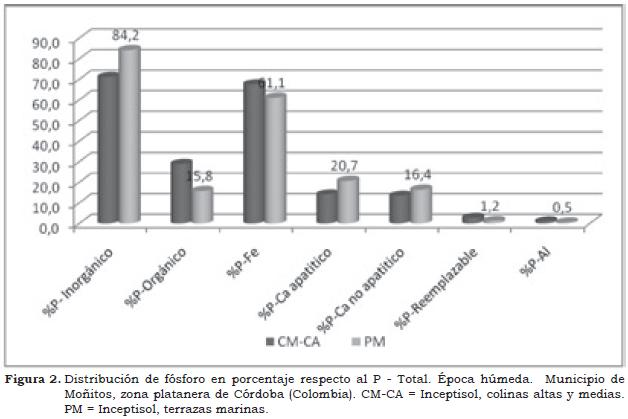 90,0
80,0
70,0
60,0
50,0
40,0
30,0
20,0
10,0
0,0
84,2
15,8
61,1
20,7
16,4
1,2
0,5
%P- Inorgánico
%P-Orgánico
%P-Fe
%P-Ca apatitico
%P-Ca no apatitico
%P-Reemplazable
%P-Al
CM-CA
PM
Figura 2. Distribución de fósforo en porcentaje respecto al P - Total. Época húmeda. Municipio de
Moñitos, zona platanera de Córdoba (Colombia). CM-CA = Inceptisol, colinas altas y medias.
PM = Inceptisol, terrazas marinas.